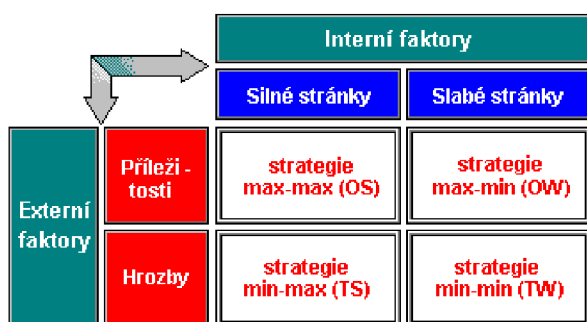 Interní faktory
Silné stránky
Slabé stránky
Externí
faktory
Příleži -
tosti
strategie
max-max (OS)
strategie
max-min (OW)
Hrozby
strategie
min-max (TS)
strategie
min-min (TW)